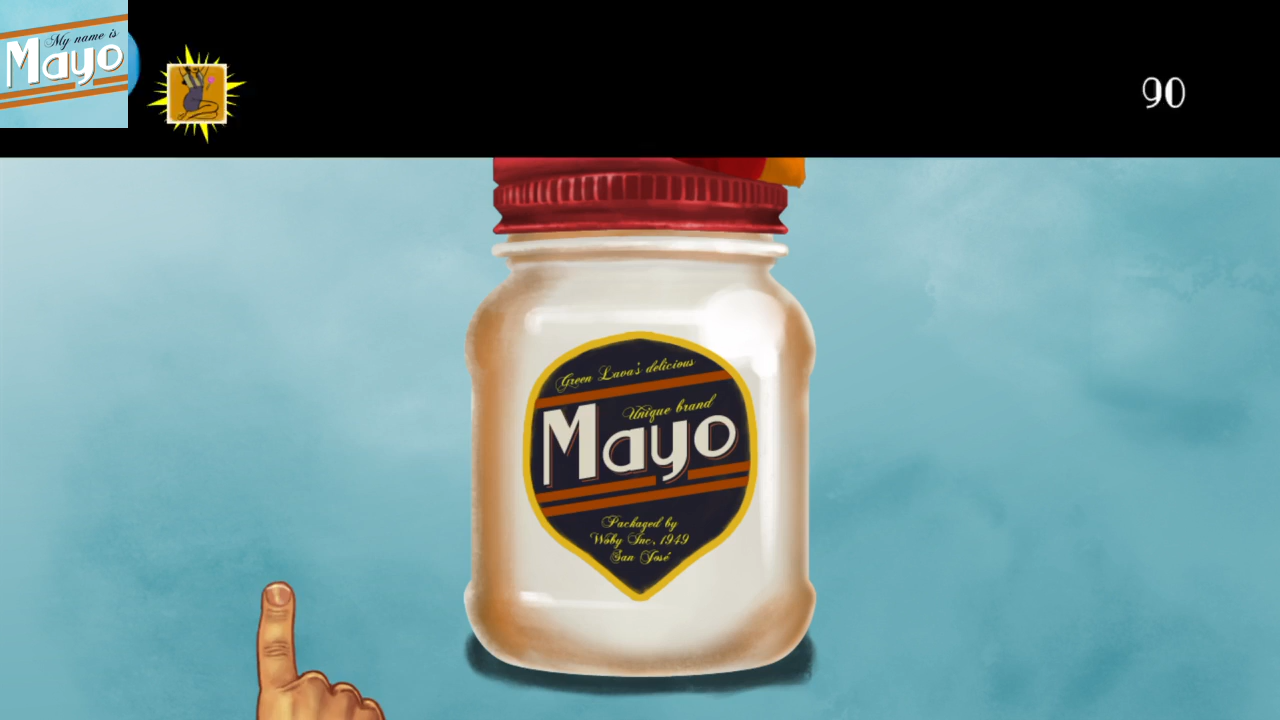 My name is
Mayo
90
Green Lava's delicious
Unique brand
Mayo
Packaged by
Woby Inc, 1949
San José